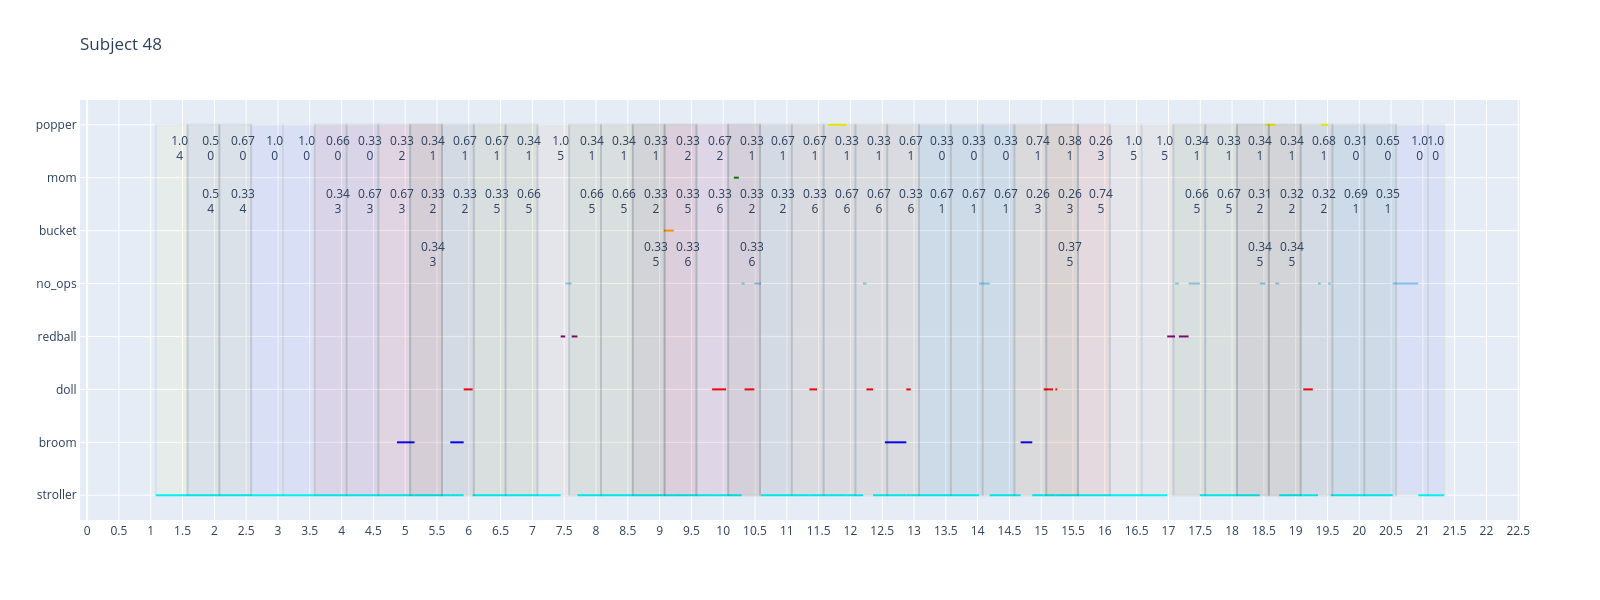 Subject 48
popper
1.0 0.5 0.67 1.0 1.0 0.66 0.33 0.33 0.34 0.67 0.67 0.34 1.0 0.34 0.34 0.33 0.33 0.67 0.33 0.67 0.67 0.33 0.33 0.67 0.33 0.33 0.33 0.74 0.38 0.26 1.0 1.0 0.34 0.33 0.34 0.34 0.68 0.31 0.65 1.0 1.0
4 0 0 0 0 0 0 2 1 1 1 1 5 1 1 1 2 2 1 1 1 1 1 1 0 0 0 1 1 3 5 5 1 1 1 1 1 0 0 0 0
mom
0.5 0.33 0.34 0.67 0.67 0.33 0.33 0.33 0.66 0.66 0.66 0.33 0.33 0.33 0.33 0.33 0.33 0.67 0.67 0.33 0.67 0.67 0.67 0.26 0.26 0.74 0.66 0.67 0.31 0.32 0.32 0.69 0.35
4 4 3 3 3 2 2 5 5 5 5 2 5 6 2 2 6 6 6 6 1 1 1 3 3 5 5 5 2 2 2 1 1
bucket
0.34 0.33 0.33 0.33 0.37 0.34 0.34
3 5 6 6 5 5 5
no_ops
redball
doll
broom
stroller
0 0.5 1 1.5 2 2.5 3 3.5 4 4.5 5 5.5 6 6.5 7 7.5 8 8.5 9 9.5 10 10.5 11 11.5 12 12.5 13 13.5 14 14.5 15 15.5 16 16.5 17 17.5 18 18.5 19 19.5 20 20.5 21 21.5 22 22.5